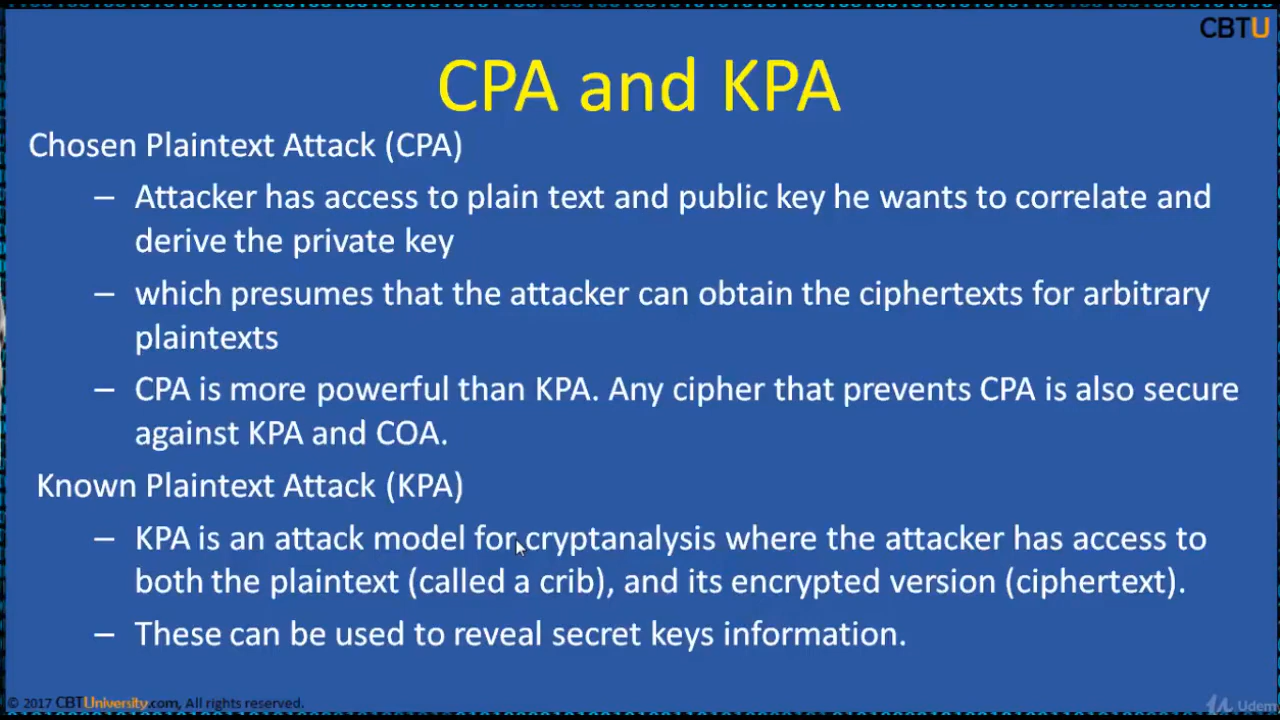 CBTU
CPA and KPA
Chosen Plaintext Attack (CPA)
– Attacker has access to plain text and public key he wants to correlate and
derive the private key
– which presumes that the attacker can obtain the ciphertexts for arbitrary
plaintexts
– CPA is more powerful than KPA. Any cipher that prevents CPA is also secure
against KPA and COA.
Known Plaintext Attack (KPA)
– KPA is an attack model for cryptanalysis where the attacker has access to
both the plaintext (called a crib), and its encrypted version (ciphertext).
– These can be used to reveal secret keys information.
© 2017 CBTUniversity.com, All rights reserved.
Udem